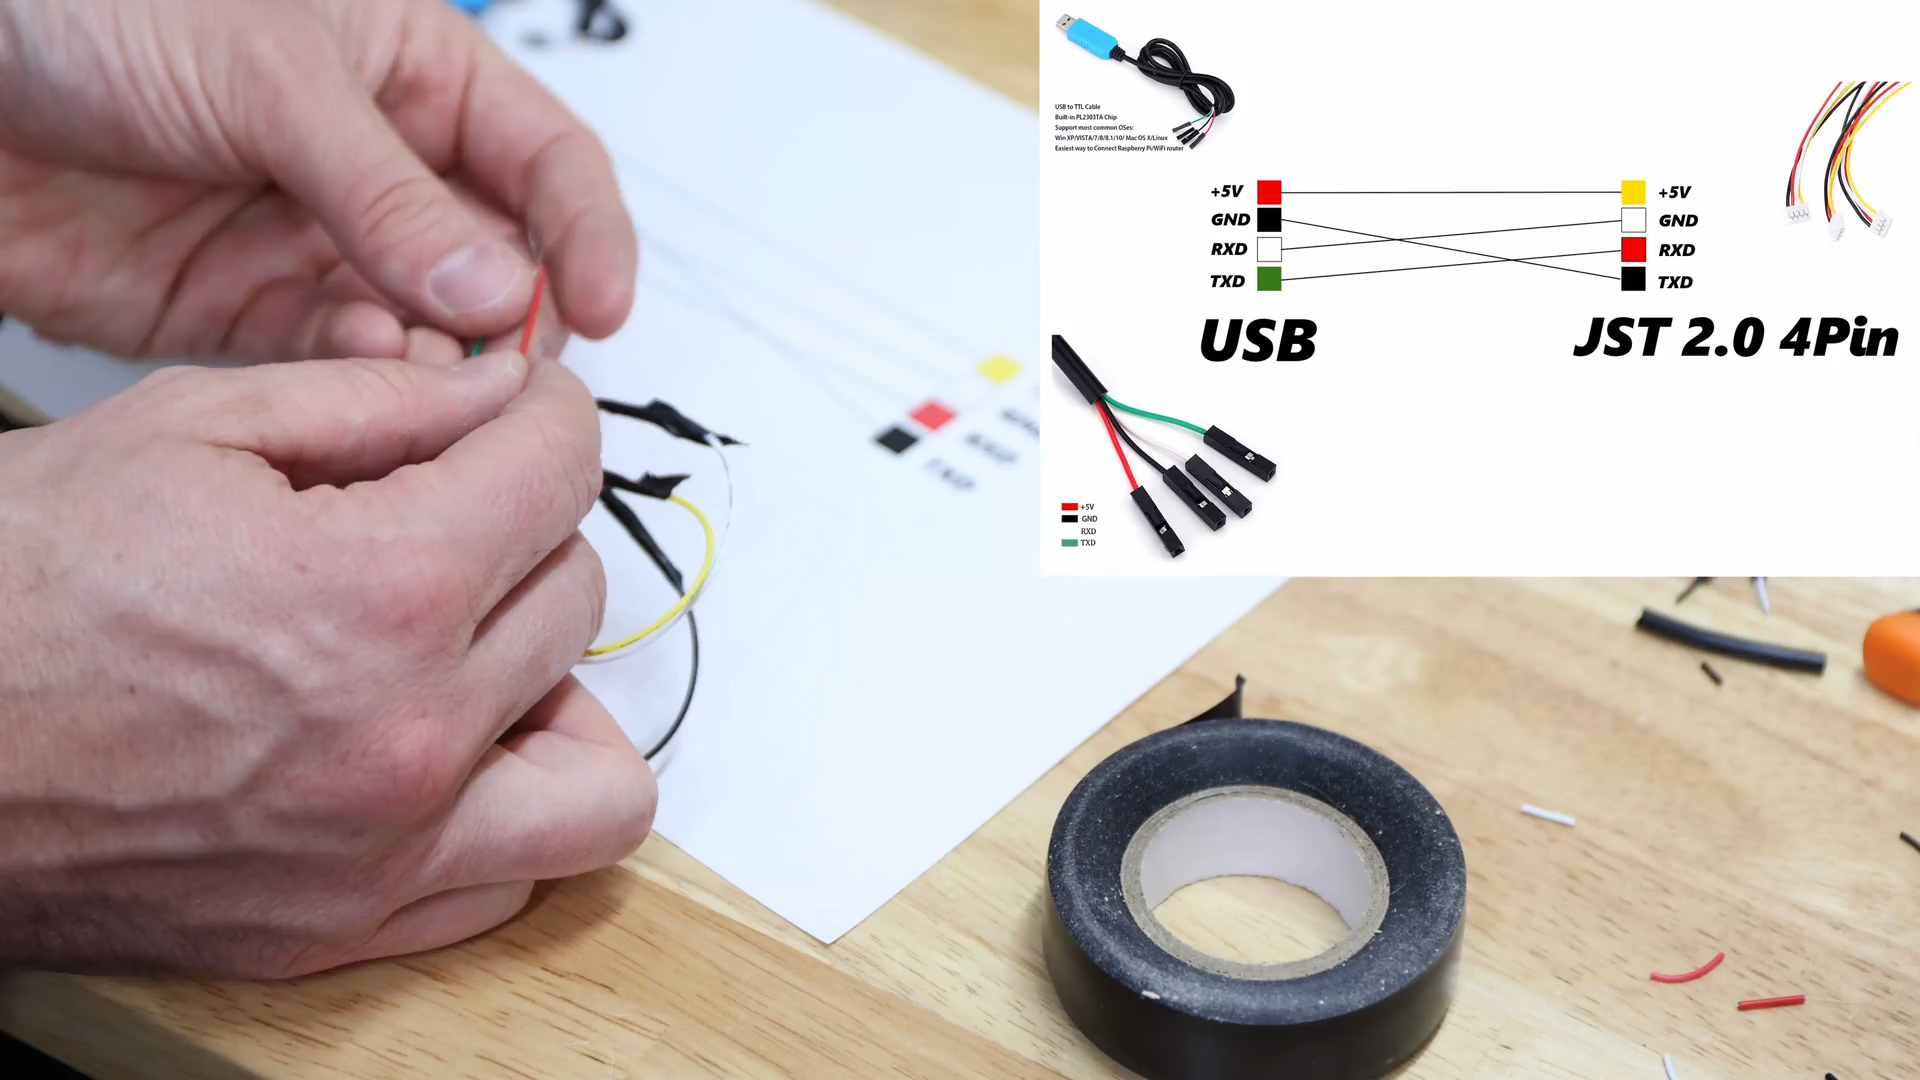 USB to TTL Cable
Built-in PL2303TA Chip
Support most common OSes:
Win XP/VISTA/7/8/8.1/10/ Mac OS X/Linux
Easiest way to Connect Raspberry Pi/WiFi router
+5V +5V
GND GND
RXD RXD
TXD TXD
USB JST 2.0 4Pin
+5V
GND
RXD
TXD